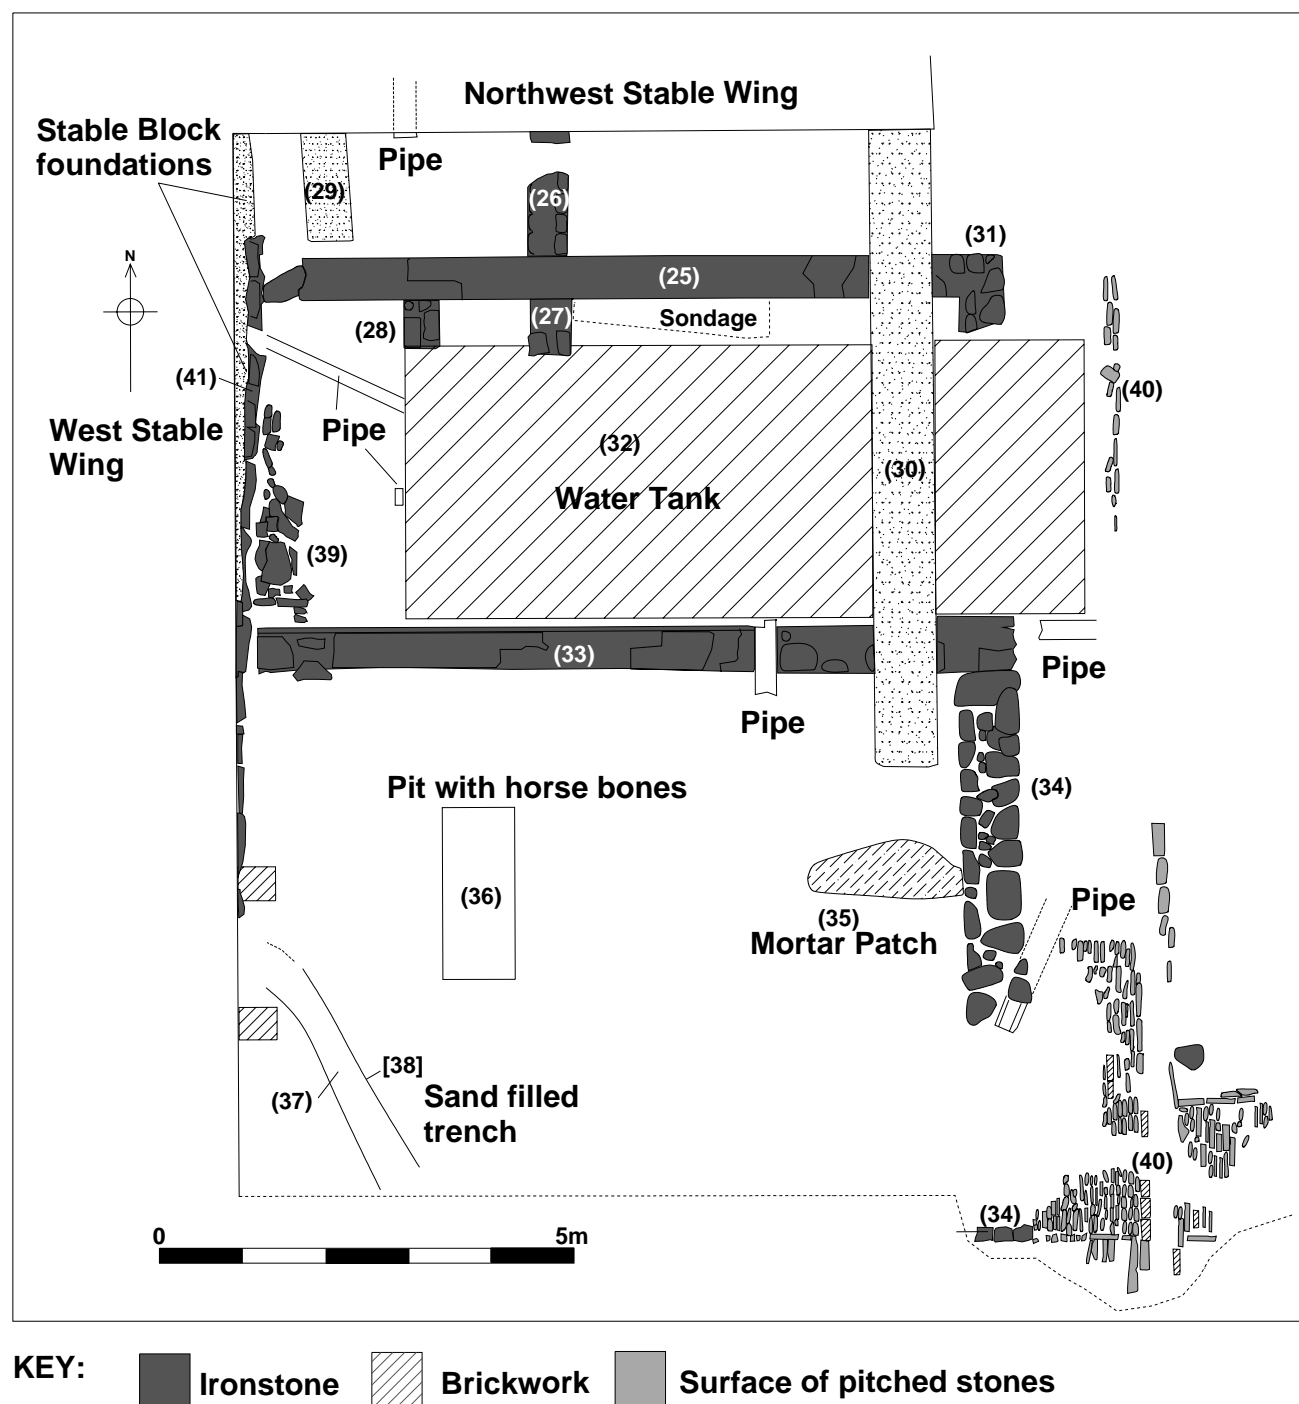 Northwest Stable Wing
Stable Block
foundations
Pipe
(29)
(26)
(31)
N
(25)
(28)
(27)
Sondage
(41)
(40)
West Stable
Wing
Pipe
(32)
(30)
Water Tank
(39)
(33)
Pipe
Pipe
Pit with horse bones
(34)
(36)
(35)
Mortar Patch
Pipe
[38]
(37)
Sand filled
trench
(40)
(34)
0
5m
KEY:
Ironstone
Brickwork
Surface of pitched stones